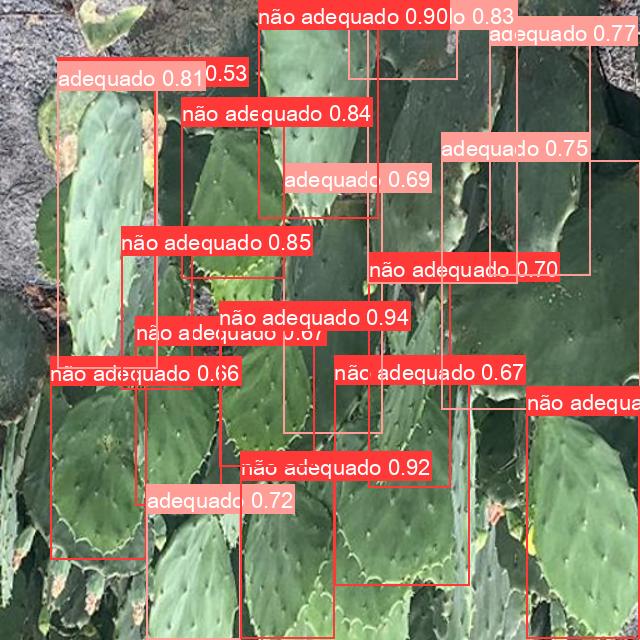 não adequado 0.90
lo 0.83
adequado 0.77
adequado 0.81
0.53
não adequado 0.84
adequado 0.75
adequado 0.69
não adequado 0.85
não adequado 0.70
não adequado 0.94
não adequado 0.67
não adequado 0.66
não adequado 0.67
não adequa
não adequado 0.92
adequado 0.72